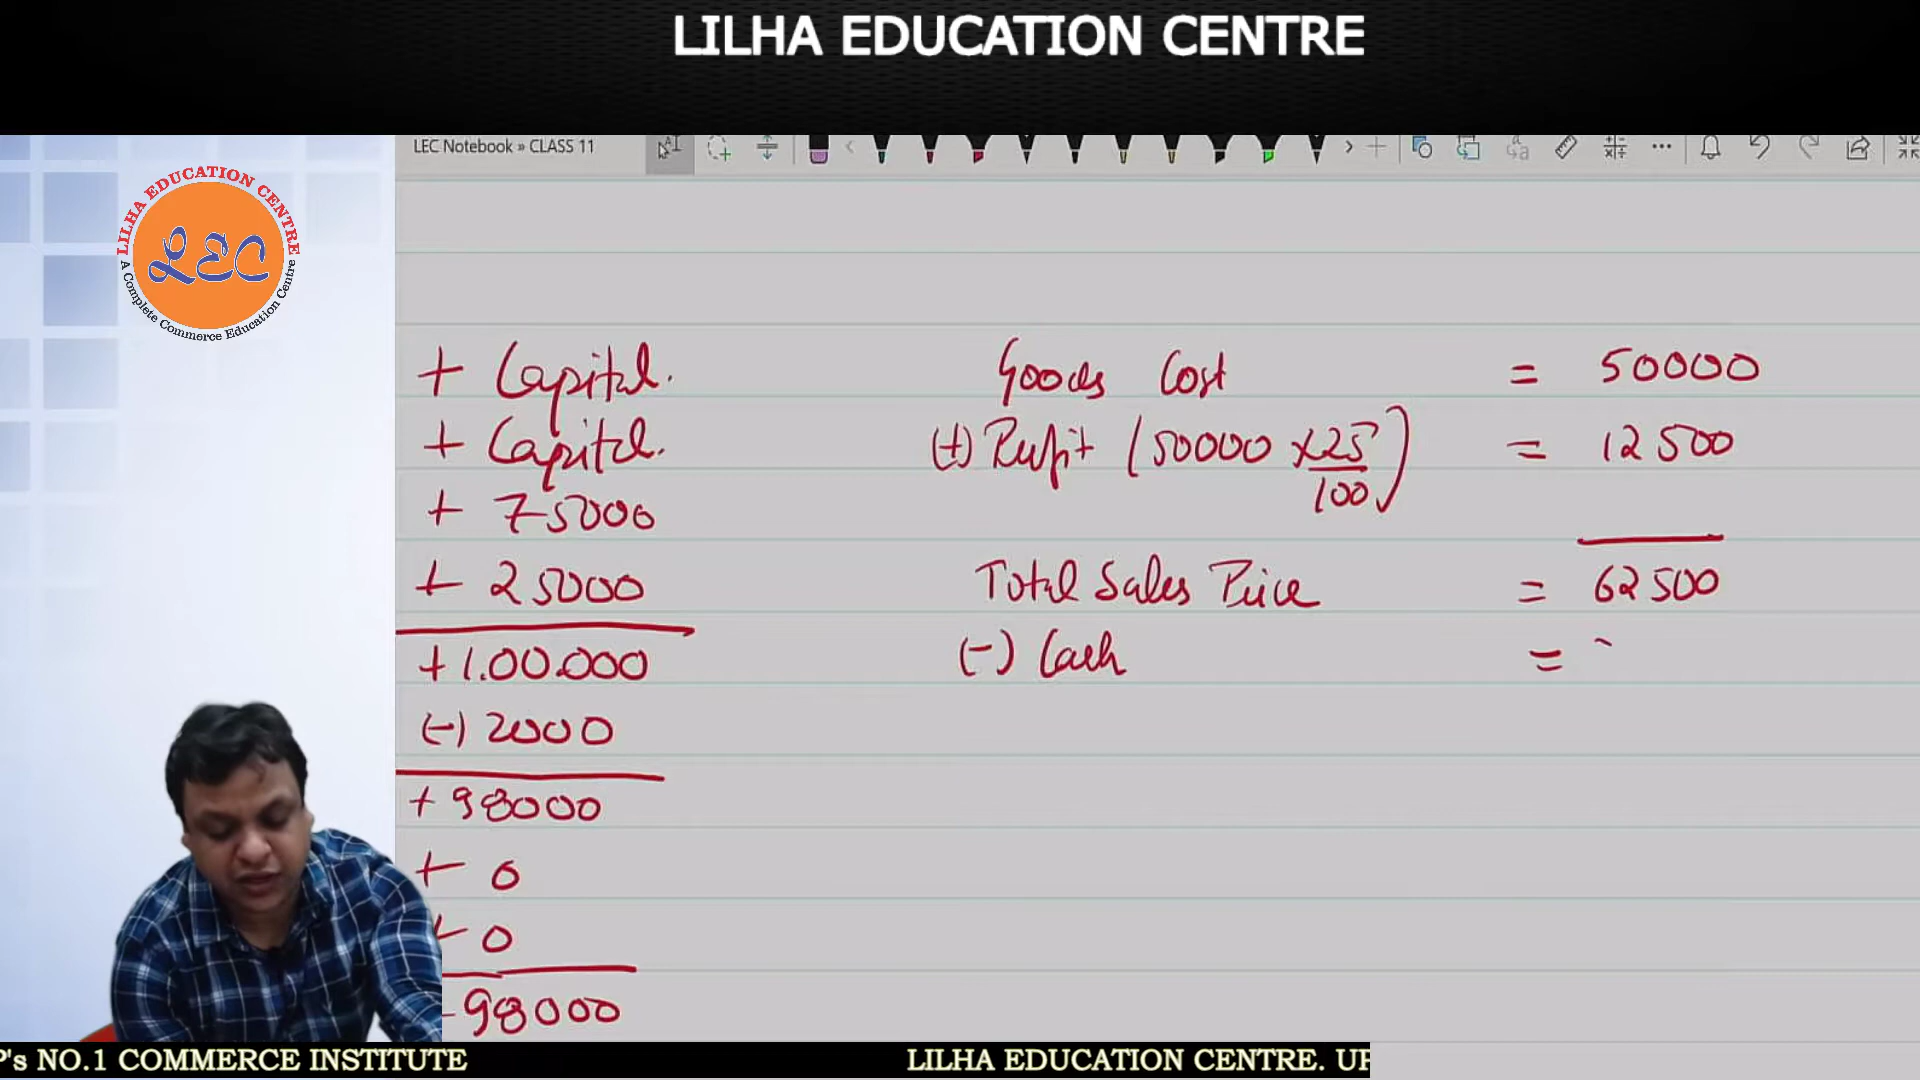 LILHA EDUCATION CENTRE
LEC Notebook » CLASS 11
LILHA EDUCATION CENTRE
LEC
A Complete Commerce Education Centre
+ Capital.
+ Capital.
+ 75000
+ 25000
+1.00.000
(-) 2000
+98000
+ 0
+ 0
-98000
Goods Cost = 50000
(+) Profit (50000 × 25/100) = 12500
Total Sales Price = 62500
(-) Cash =
P's NO.1 COMMERCE INSTITUTE
LILHA EDUCATION CENTRE. UP